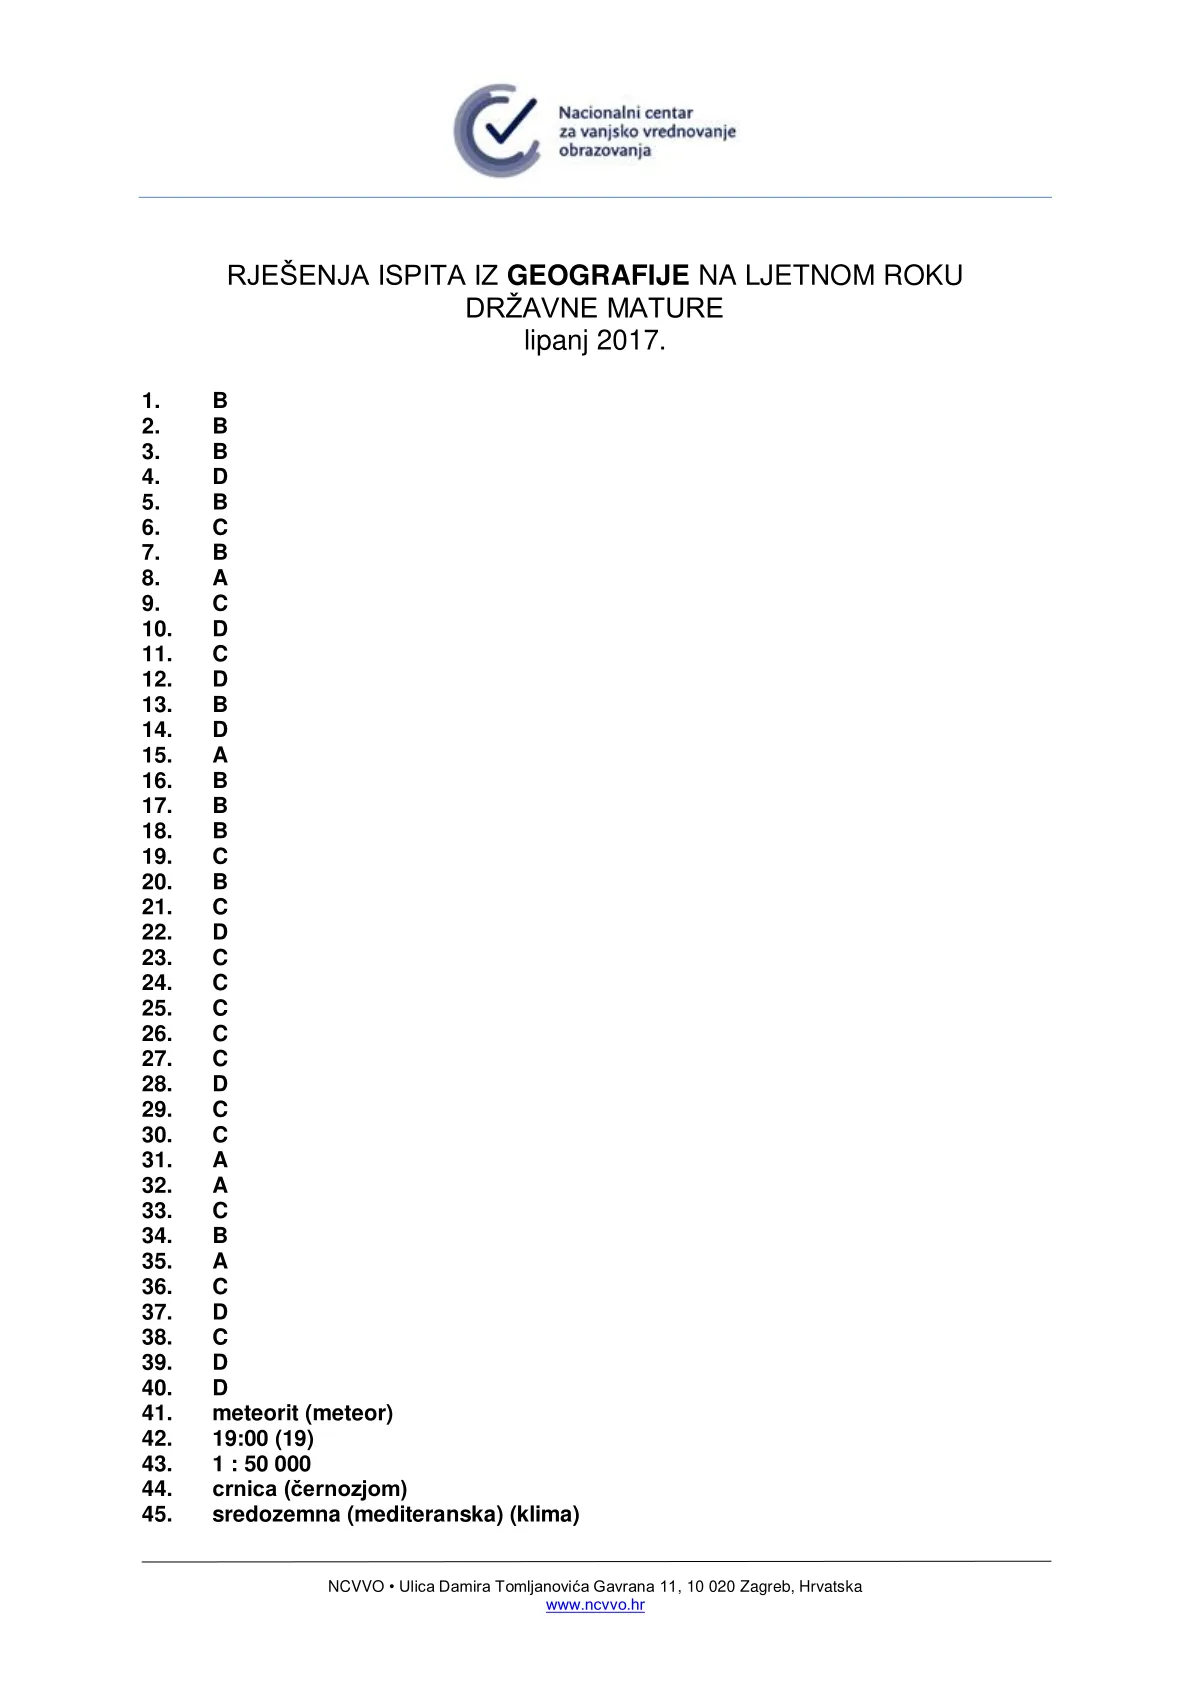 Nacionalni centar
za vanjsko vrednovanje
obrazovanja
RJEŠENJA ISPITA IZ GEOGRAFIJE NA LJETNOM ROKU
DRŽAVNE MATURE
lipanj 2017.
1. B
2. B
3. B
4. D
5. B
6. C
7. B
8. A
9. C
10. D
11. C
12. D
13. B
14. D
15. A
16. B
17. B
18. B
19. C
20. B
21. C
22. D
23. C
24. C
25. C
26. C
27. C
28. D
29. C
30. C
31. A
32. A
33. C
34. B
35. A
36. C
37. D
38. C
39. D
40. D
41. meteorit (meteor)
42. 19:00 (19)
43. 1 : 50 000
44. crnica (černozjom)
45. sredozemna (mediteranska) (klima)
NCVVO • Ulica Damira Tomljanovića Gavrana 11, 10 020 Zagreb, Hrvatska
www.ncvvo.hr